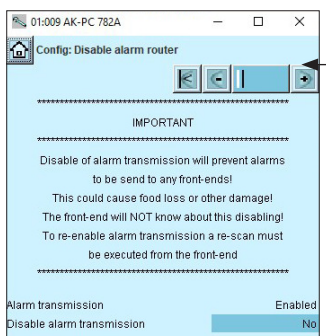 01:009 AK-PC 782A
Config: Disable alarm router
************************************************************
IMPORTANT
************************************************************
Disable of alarm transmission will prevent alarms
to be send to any front-ends!
This could cause food loss or other damage!
The front-end will NOT know about this disabling!
To re-enable alarm transmission a re-scan must
be executed from the front-end
************************************************************
Alarm transmission Enabled
Disable alarm transmission No